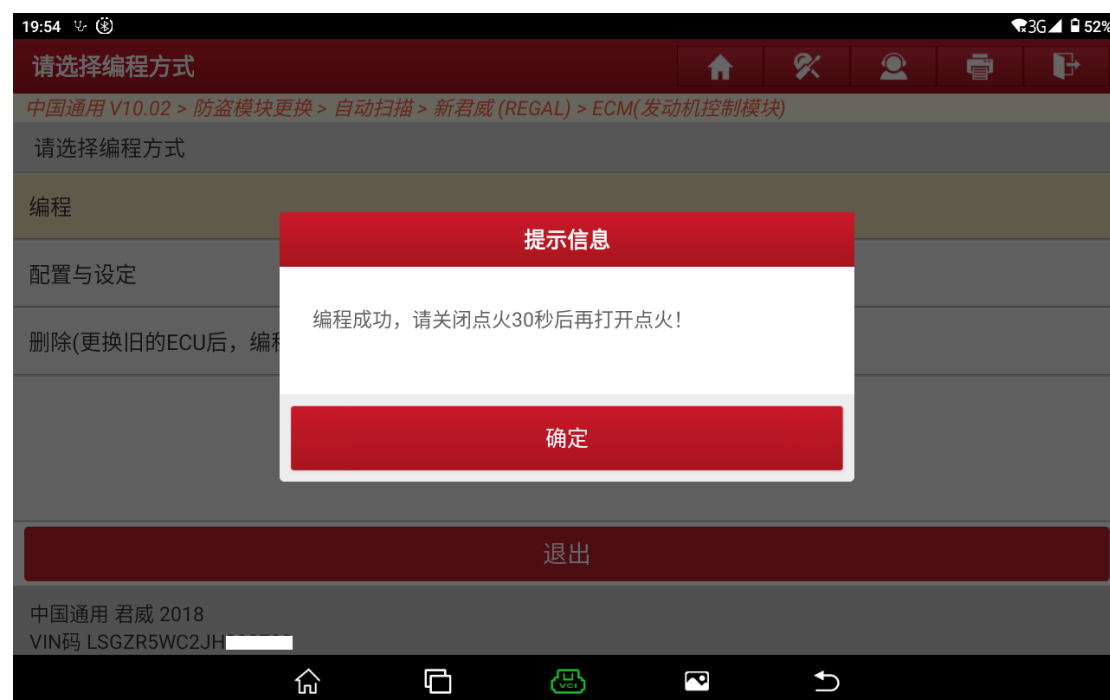 19:54 3G 52%
请选择编程方式
中国通用 V10.02 > 防盗模块更换 > 自动扫描 > 新君威 (REGAL) > ECM(发动机控制模块)
请选择编程方式
编程
提示信息
配置与设定
编程成功，请关闭点火30秒后再打开点火！
删除(更换旧的ECU后，编
确定
退出
中国通用 君威 2018
VIN码 LSGZR5WC2JH
VCI